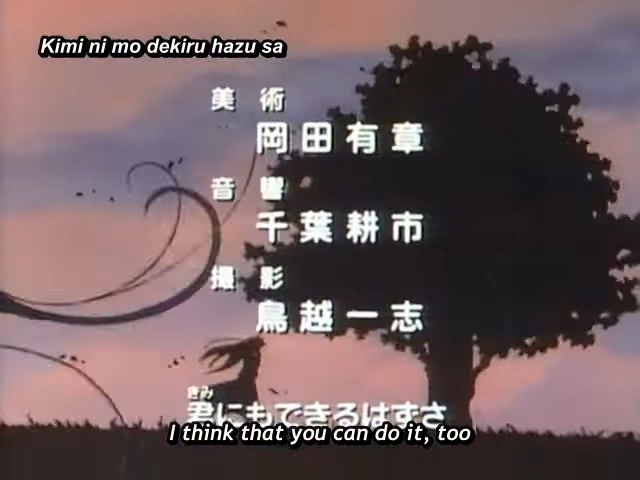 Kimi ni mo dekiru hazu sa
美術
岡田有章
音響
千葉耕市
撮影
鳥越一志
きみ
君にもできるはずさ
I think that you can do it, too